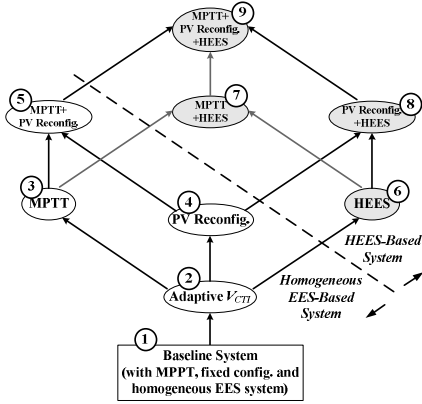 9
MPTT+
PV Reconfig.
+HEES
5
MPTT+
PV Reconfig.
7
MPTT
+HEES
8
PV Reconfig.
+HEES
3
MPTT
4
PV Reconfig.
6
HEES
HEES-Based
System
2
Adaptive VCTI
Homogeneous
EES-Based
System
1
Baseline System
(with MPPT, fixed config. and
homogeneous EES system)